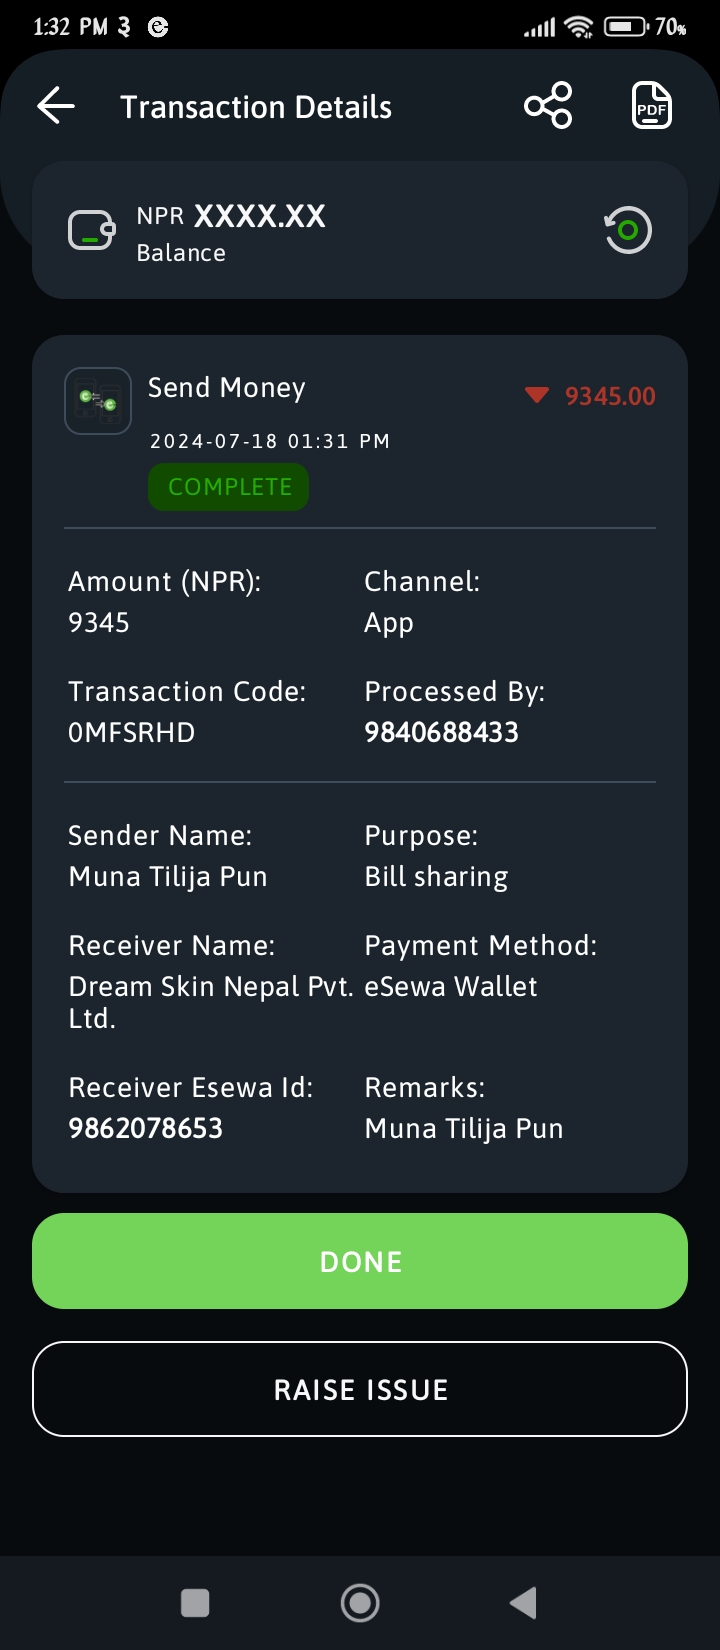 1:32 PM 3 e 70%
Transaction Details PDF
NPR XXXX.XX
Balance
Send Money 9345.00
2024-07-18 01:31 PM
COMPLETE
Amount (NPR): Channel:
9345 App
Transaction Code: Processed By:
0MFSRHD 9840688433
Sender Name: Purpose:
Muna Tilija Pun Bill sharing
Receiver Name: Payment Method:
Dream Skin Nepal Pvt. eSewa Wallet
Ltd.
Receiver Esewa Id: Remarks:
9862078653 Muna Tilija Pun
DONE
RAISE ISSUE